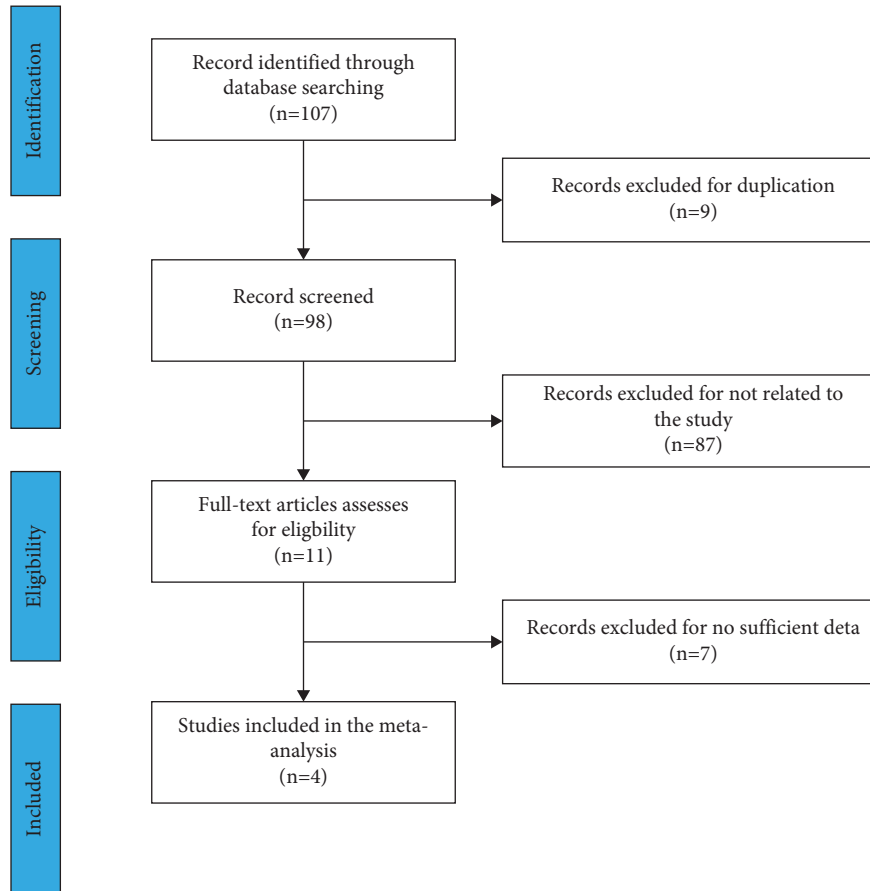 Identification
Record identified through
database searching
(n=107)
Records excluded for duplication
(n=9)
Screening
Record screened
(n=98)
Records excluded for not related to
the study
(n=87)
Eligibility
Full-text articles assesses
for eligbility
(n=11)
Records excluded for no sufficient deta
(n=7)
Included
Studies included in the meta-
analysis
(n=4)